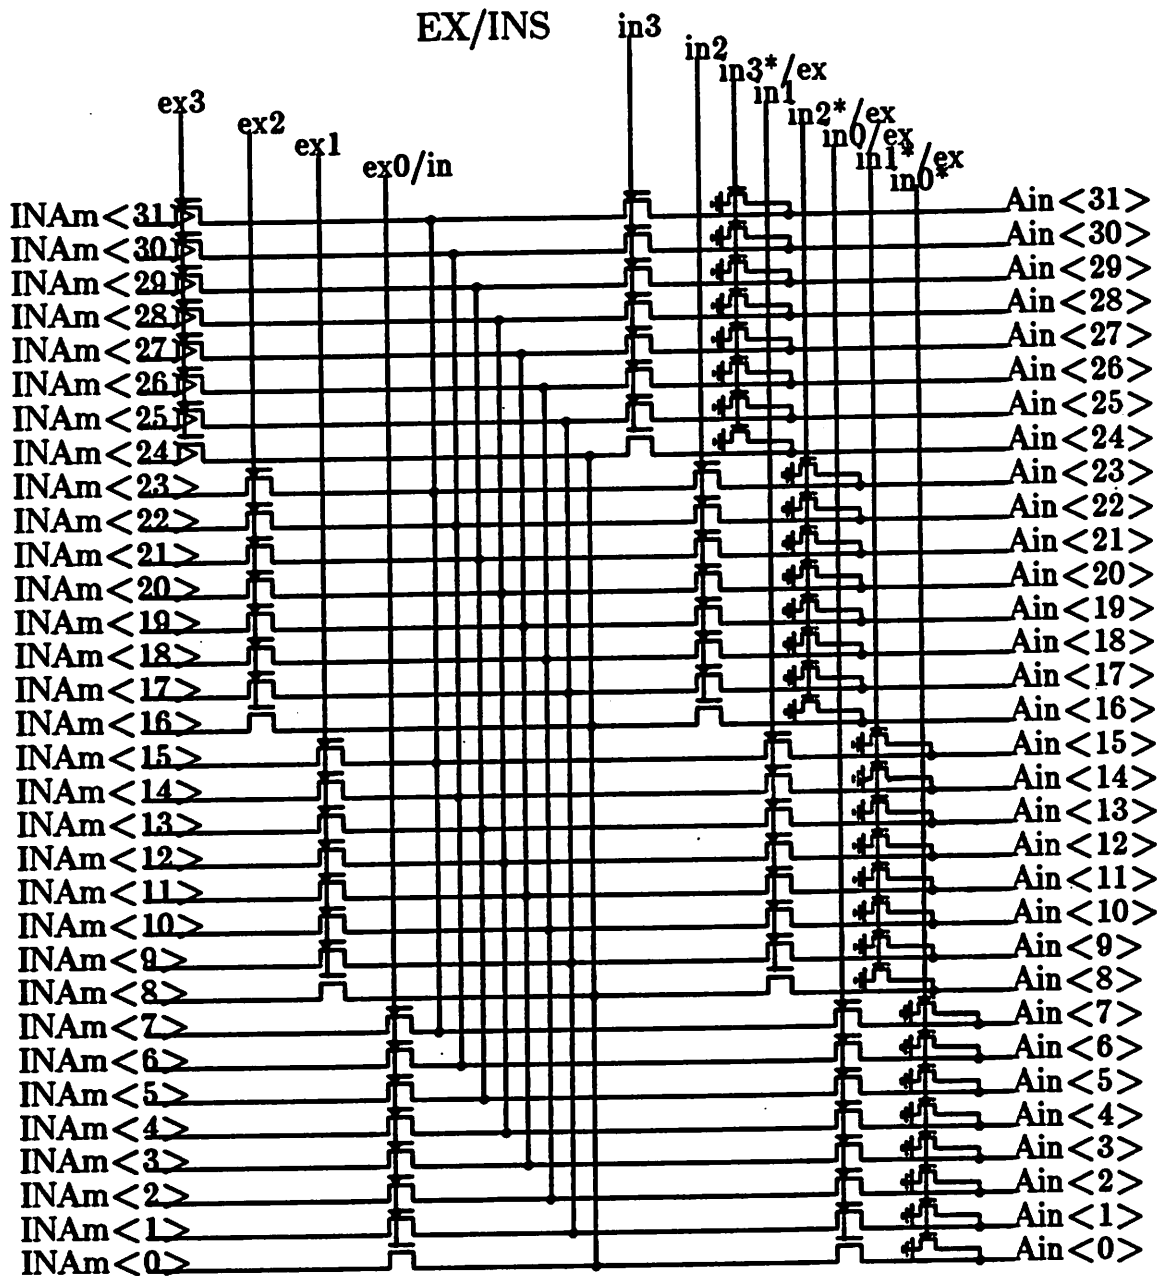 EX/INS
in3
in2
in3*/ex
in1
in2*/ex
in0/ex
in1*/ex
in0*
ex3
ex2
ex1
ex0/in
INAm<31> Ain<31>
INAm<30> Ain<30>
INAm<29> Ain<29>
INAm<28> Ain<28>
INAm<27> Ain<27>
INAm<26> Ain<26>
INAm<25> Ain<25>
INAm<24> Ain<24>
INAm<23> Ain<23>
INAm<22> Ain<22>
INAm<21> Ain<21>
INAm<20> Ain<20>
INAm<19> Ain<19>
INAm<18> Ain<18>
INAm<17> Ain<17>
INAm<16> Ain<16>
INAm<15> Ain<15>
INAm<14> Ain<14>
INAm<13> Ain<13>
INAm<12> Ain<12>
INAm<11> Ain<11>
INAm<10> Ain<10>
INAm<9> Ain<9>
INAm<8> Ain<8>
INAm<7> Ain<7>
INAm<6> Ain<6>
INAm<5> Ain<5>
INAm<4> Ain<4>
INAm<3> Ain<3>
INAm<2> Ain<2>
INAm<1> Ain<1>
INAm<0> Ain<0>